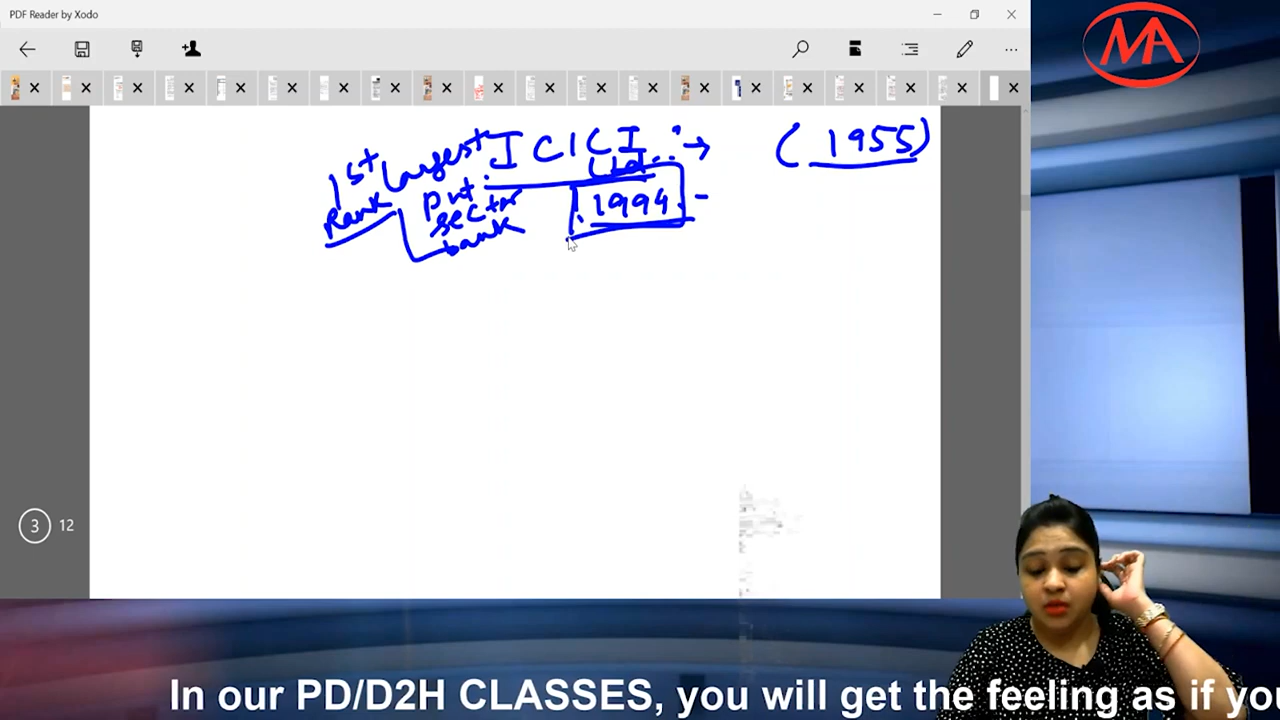 PDF Reader by Xodo
1st largest ICICI → (1955)
Rank pvt. Ltd..
sector 1994 -
bank
3 12
MA
In our PD/D2H CLASSES, you will get the feeling as if you